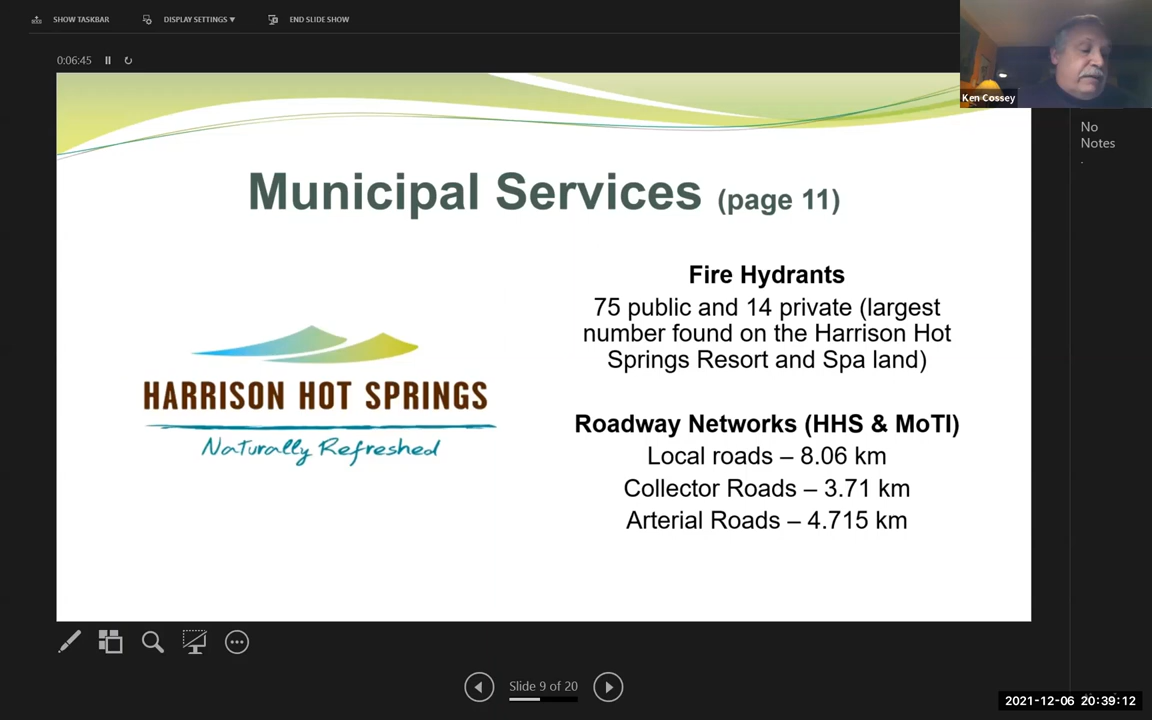 SHOW TASKBAR
DISPLAY SETTINGS ▼
END SLIDE SHOW
0:06:45
Ken Cossey
No
Notes
.
Municipal Services (page 11)
Fire Hydrants
75 public and 14 private (largest
number found on the Harrison Hot
Springs Resort and Spa land)
HARRISON HOT SPRINGS
Naturally Refreshed
Roadway Networks (HHS & MoTI)
Local roads – 8.06 km
Collector Roads – 3.71 km
Arterial Roads – 4.715 km
Slide 9 of 20
2021-12-06 20:39:12